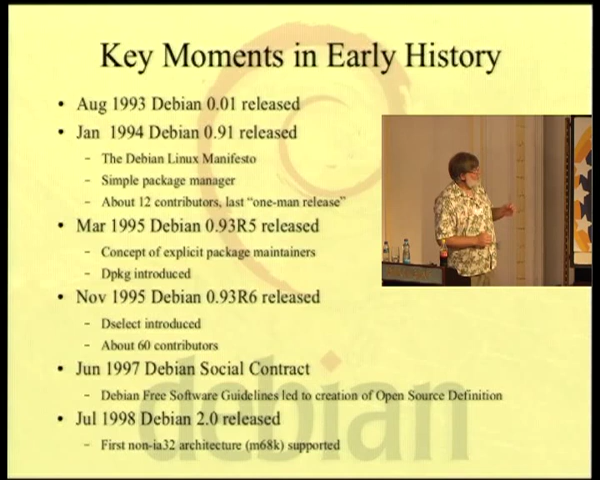 Key Moments in Early History
• Aug 1993 Debian 0.01 released
• Jan 1994 Debian 0.91 released
– The Debian Linux Manifesto
– Simple package manager
– About 12 contributors, last “one-man release”
• Mar 1995 Debian 0.93R5 released
– Concept of explicit package maintainers
– Dpkg introduced
• Nov 1995 Debian 0.93R6 released
– Dselect introduced
– About 60 contributors
• Jun 1997 Debian Social Contract
– Debian Free Software Guidelines led to creation of Open Source Definition
• Jul 1998 Debian 2.0 released
– First non-ia32 architecture (m68k) supported
debian